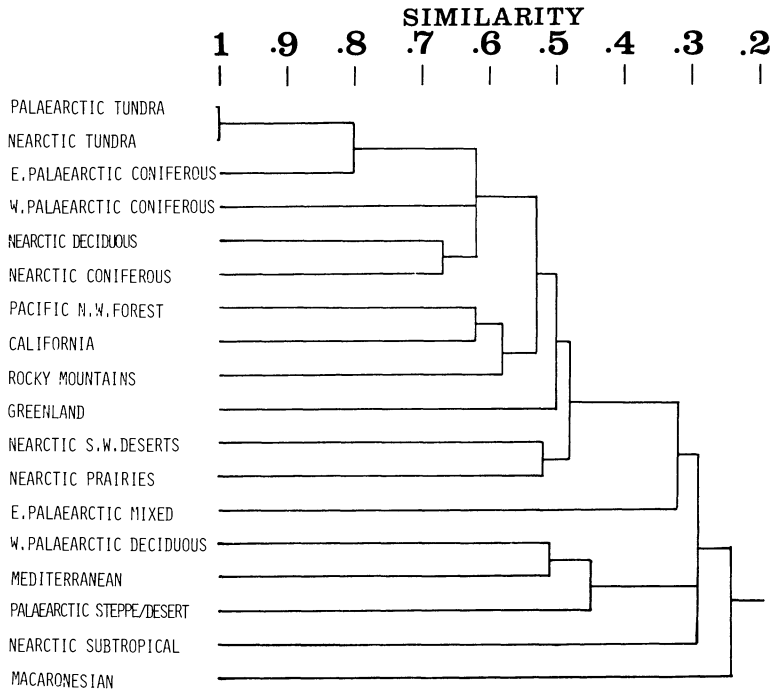 SIMILARITY
1 .9 .8 .7 .6 .5 .4 .3 .2
PALAEARCTIC TUNDRA
NEARCTIC TUNDRA
E.PALAEARCTIC CONIFEROUS
W.PALAEARCTIC CONIFEROUS
NEARCTIC DECIDUOUS
NEARCTIC CONIFEROUS
PACIFIC N.W.FOREST
CALIFORNIA
ROCKY MOUNTAINS
GREENLAND
NEARCTIC S.W.DESERTS
NEARCTIC PRAIRIES
E.PALAEARCTIC MIXED
W.PALAEARCTIC DECIDUOUS
MEDITERRANEAN
PALAEARCTIC STEPPE/DESERT
NEARCTIC SUBTROPICAL
MACARONESIAN